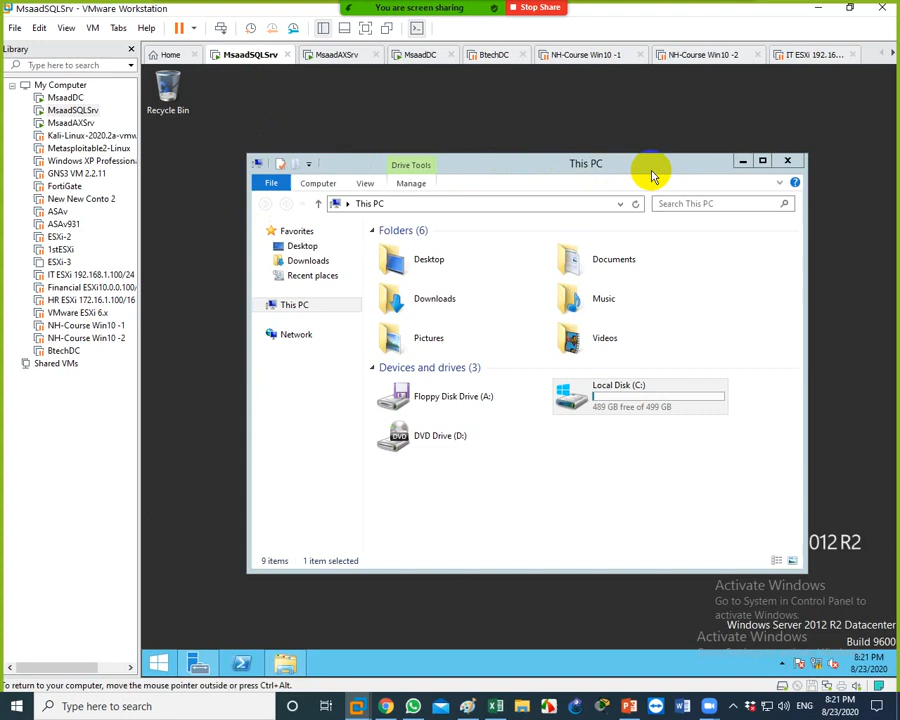 MsaadSQLSrv - VMware Workstation
You are screen sharing
Stop Share
File Edit View VM Tabs Help
Library
Type here to search
My Computer
MsaadDC
MsaadSQLSrv
MsaadAXSrv
Kali-Linux-2020.2a-vmw
Metasploitable2-Linux
Windows XP Profession
GNS3 VM 2.2.11
FortiGate
New New Conto 2
ASAv
ASAv931
ESXi-2
1stESXi
ESXi-3
IT ESXi 192.168.1.100/24
Financial ESXi10.0.0.100/
HR ESXi 172.16.1.100/16
VMware ESXi 6.x
NH-Course Win10 -1
NH-Course Win10 -2
BtechDC
Shared VMs
Home
MsaadSQLSrv
MsaadAXSrv
MsaadDC
BtechDC
NH-Course Win10 -1
NH-Course Win10 -2
IT ESXi 192.16...
Recycle Bin
Drive Tools
This PC
File Computer View Manage
This PC
Search This PC
Favorites
Desktop
Downloads
Recent places
This PC
Network
Folders (6)
Desktop
Documents
Downloads
Music
Pictures
Videos
Devices and drives (3)
Floppy Disk Drive (A:)
Local Disk (C:)
489 GB free of 499 GB
DVD
DVD Drive (D:)
9 items 1 item selected
012 R2
Activate Windows
Go to System in Control Panel to
activate Windows.
Windows Server 2012 R2 Datacenter
Activate Windows
Build 9600
8:21 PM
8/23/2020
To return to your computer, move the mouse pointer outside or press Ctrl+Alt.
Type here to search
8:21 PM
8/23/2020